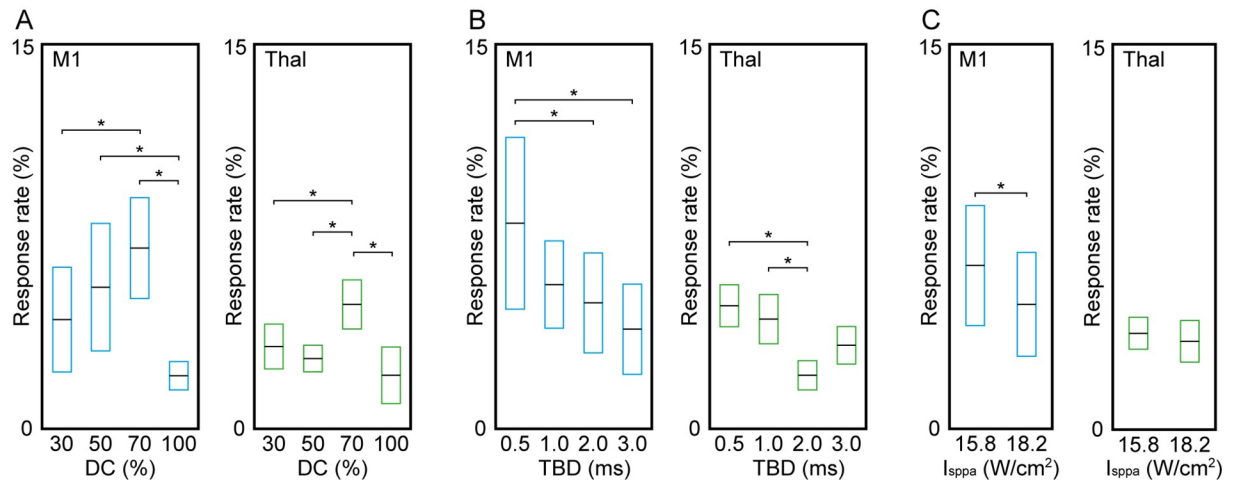 A
15
M1
Response rate (%)
* 
*
*
0
30 50 70 100
DC (%)
Thal
Response rate (%)
*
*
*
30 50 70 100
DC (%)
B
15
M1
Response rate (%)
*
*
0
0.5 1.0 2.0 3.0
TBD (ms)
15
Thal
Response rate (%)
*
*
0
0.5 1.0 2.0 3.0
TBD (ms)
C
15
M1
Response rate (%)
*
0
15.8 18.2
Isppa (W/cm²)
15
Thal
Response rate (%)
0
15.8 18.2
Isppa (W/cm²)